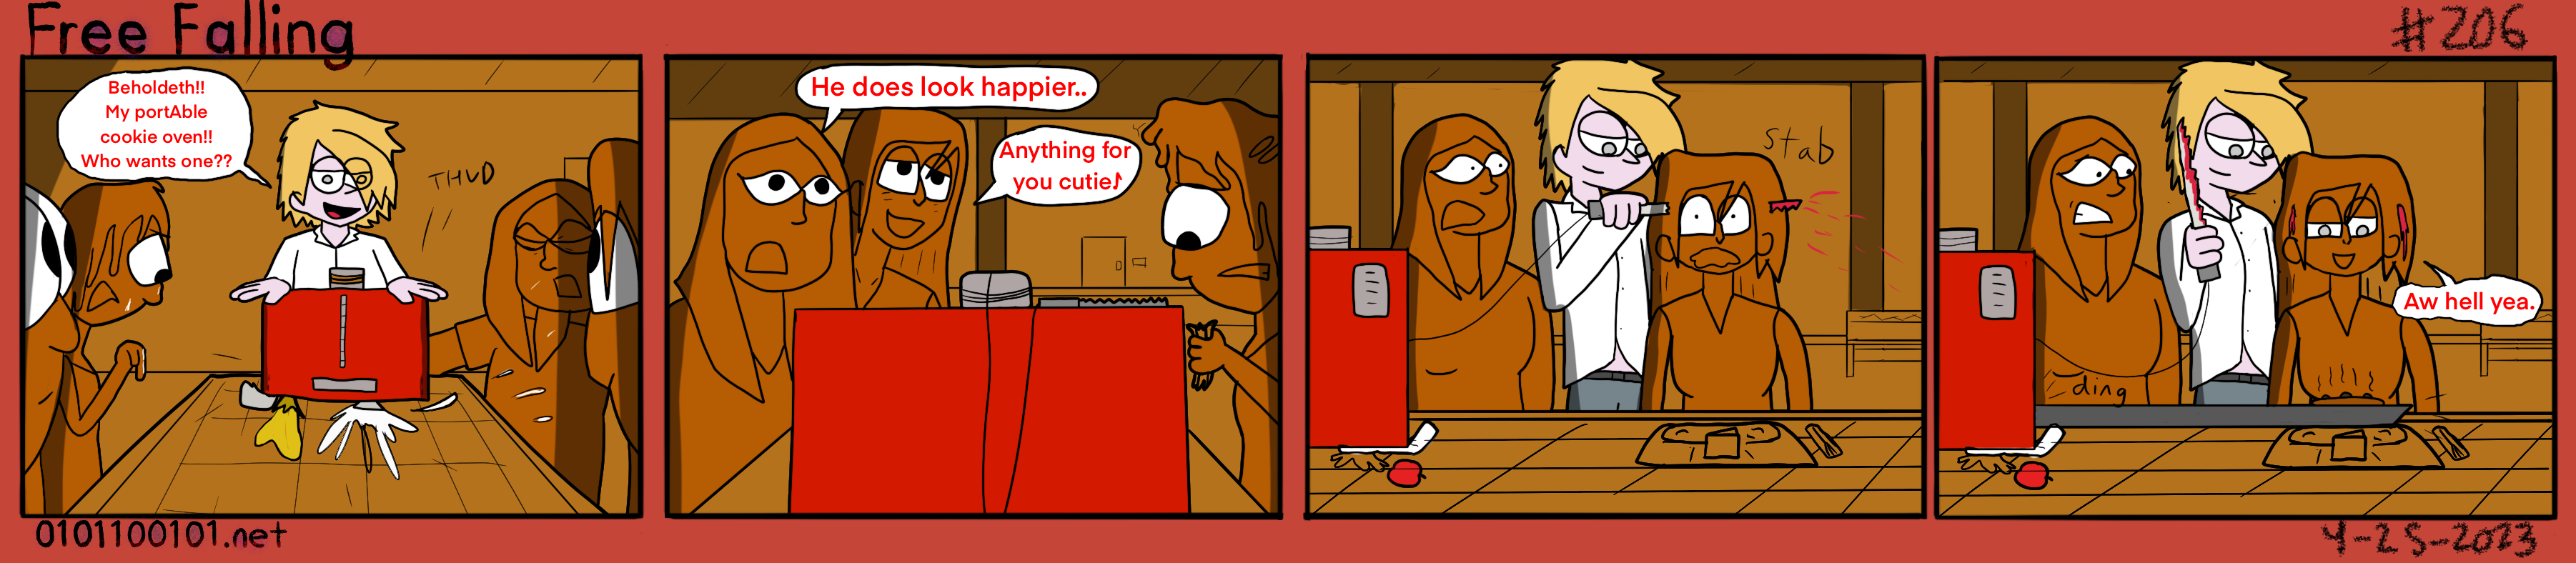 Free Falling
#206
Beholdeth!!
My portAble
cookie oven!!
Who wants one??
THUD
He does look happier..
Anything for
you cutie♪
stab
ding
Aw hell yea.
0101100101.net
4-25-2023